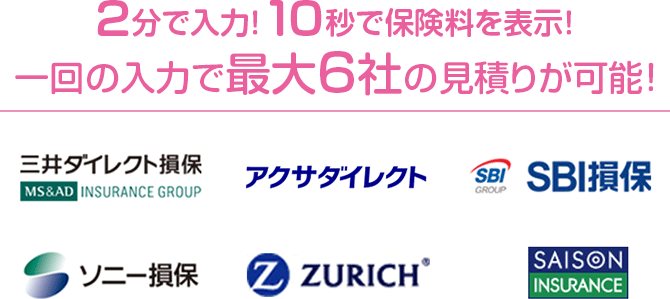 2分で入力!10秒で保険料を表示!
一回の入力で最大6社の見積りが可能!
三井ダイレクト損保
MS&AD INSURANCE GROUP
アクサダイレクト
SBI
GROUP
SBI損保
ソニー損保
Z ZURICH®
SAISON
INSURANCE